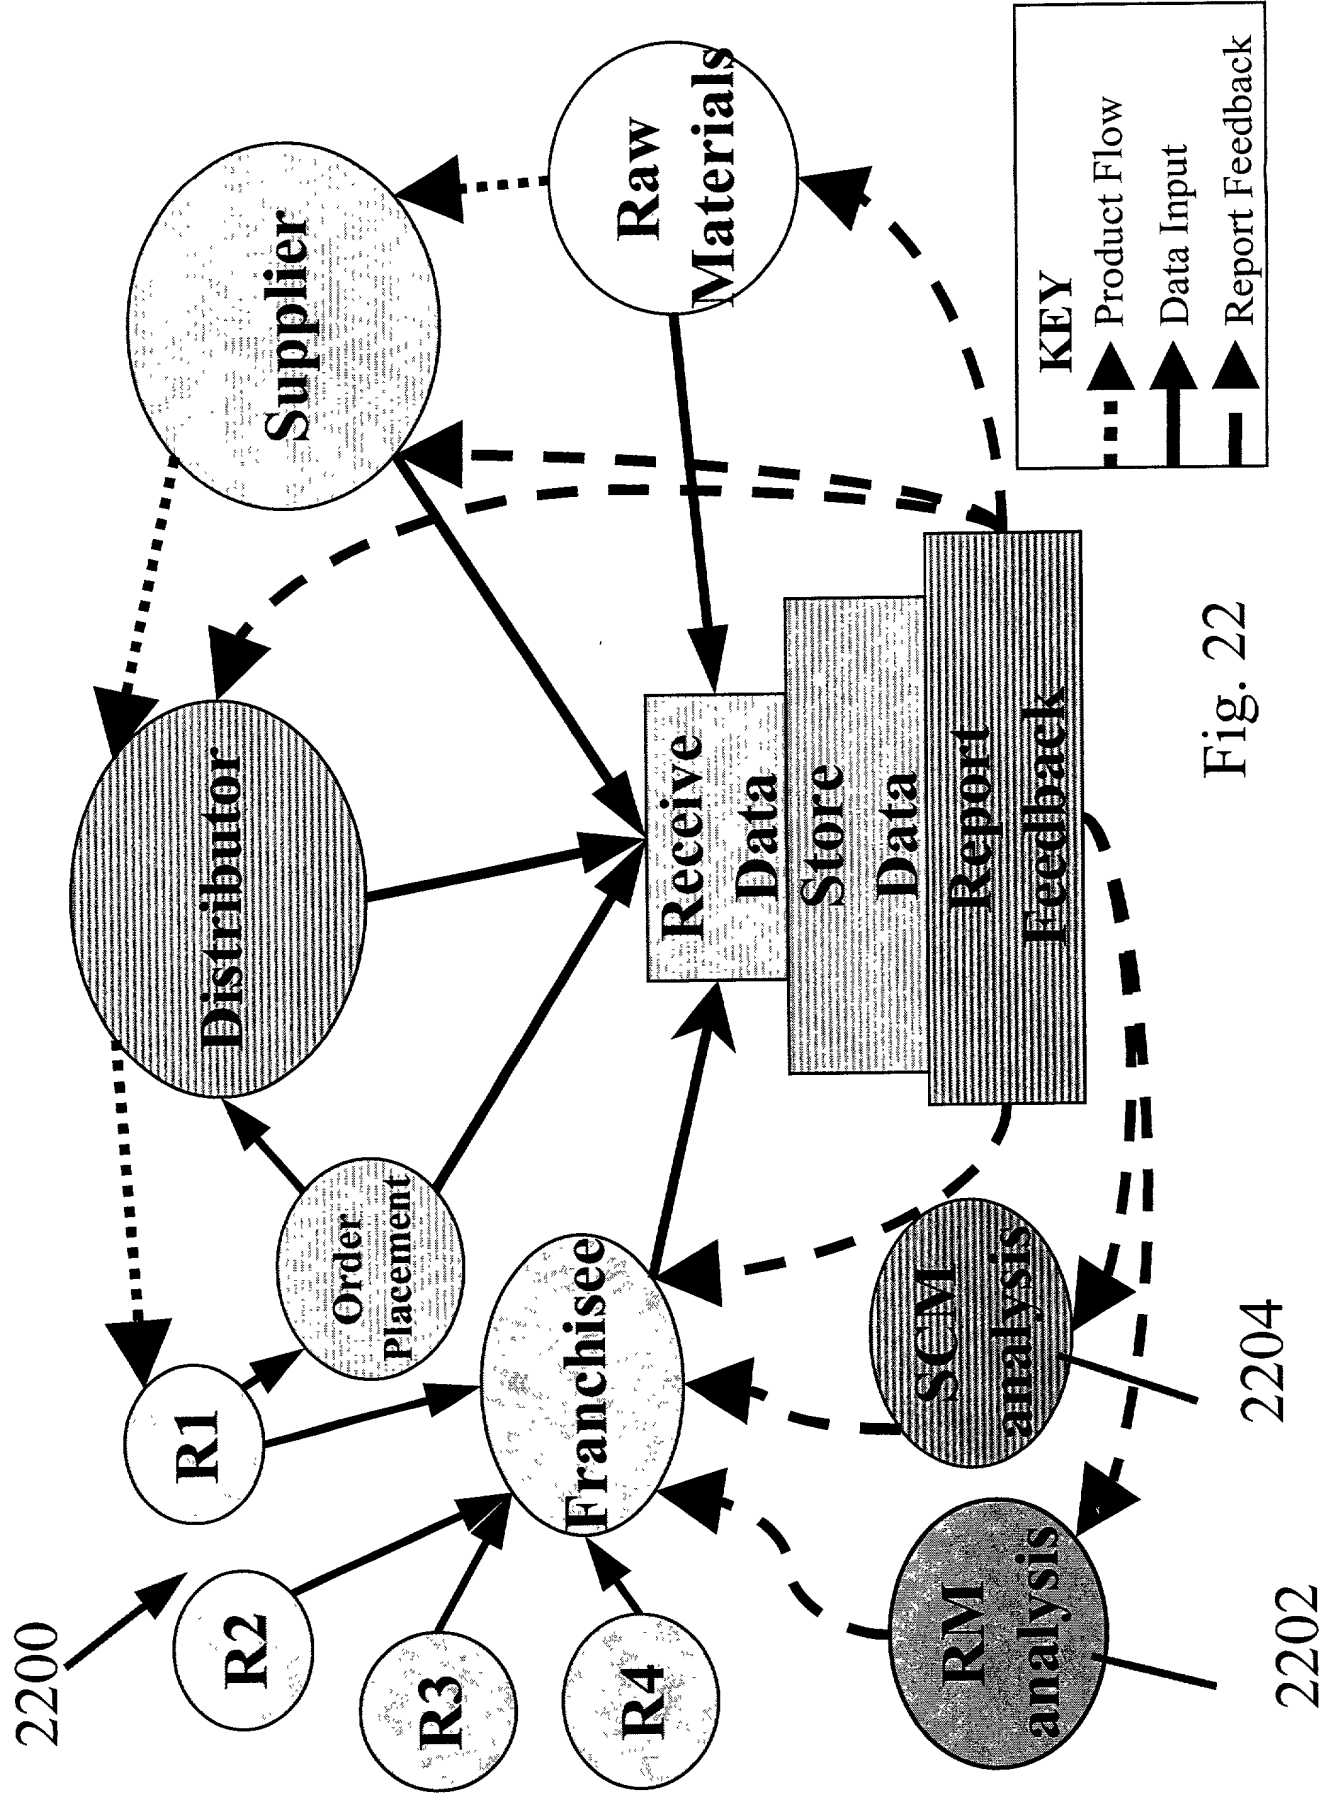 2200
R1
R2
R3
R4
Order
Placement
Distributor
Supplier
Raw
Materials
Franchisee
Receive
Data
Store
Data
Report
Feedback
RM
analysis
SCM
analysis
2202
2204
Fig. 22
KEY
Product Flow
Data Input
Report Feedback